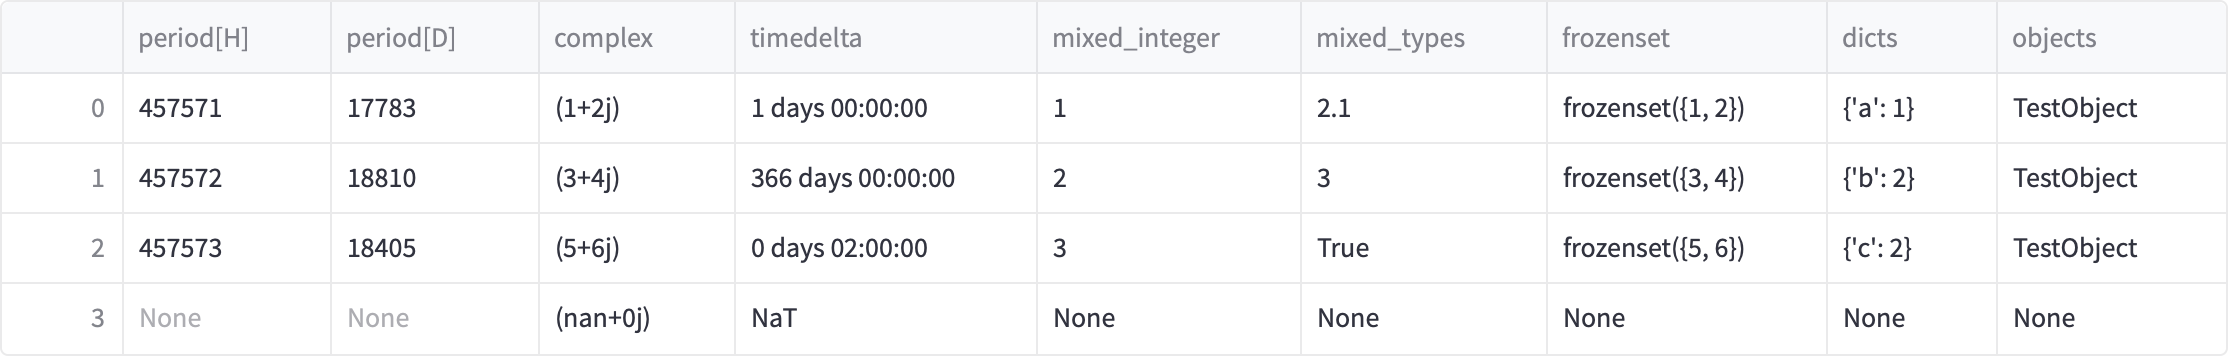 period[H] period[D] complex timedelta mixed_integer mixed_types frozenset dicts objects
0 457571 17783 (1+2j) 1 days 00:00:00 1 2.1 frozenset({1, 2}) {'a': 1} TestObject
1 457572 18810 (3+4j) 366 days 00:00:00 2 3 frozenset({3, 4}) {'b': 2} TestObject
2 457573 18405 (5+6j) 0 days 02:00:00 3 True frozenset({5, 6}) {'c': 2} TestObject
3 None None (nan+0j) NaT None None None None None